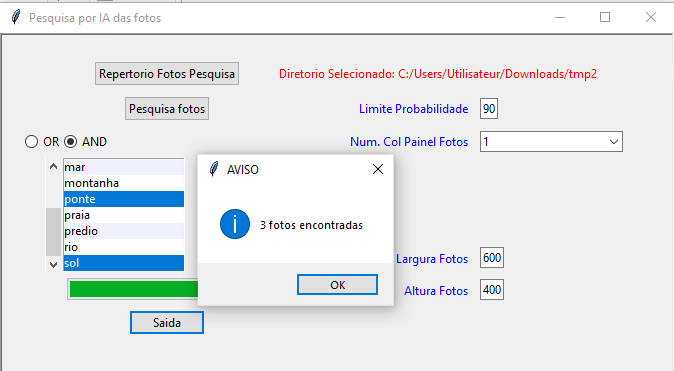 Pesquisa por IA das fotos
Repertorio Fotos Pesquisa
Diretorio Selecionado: C:/Users/Utilisateur/Downloads/tmp2
Pesquisa fotos
Limite Probabilidade 90
OR AND
Num. Col Painel Fotos 1
mar
montanha
ponte
praia
predio
rio
sol
AVISO
3 fotos encontradas
OK
Largura Fotos 600
Altura Fotos 400
Saida